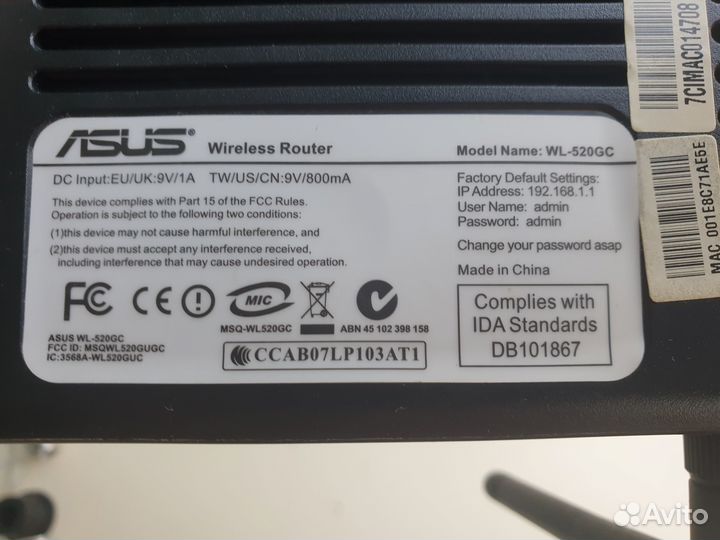 ASUS® Wireless Router
Model Name: WL-520GC
DC Input:EU/UK:9V/1A TW/US/CN:9V/800mA
This device complies with Part 15 of the FCC Rules.
Operation is subject to the following two conditions:
(1)this device may not cause harmful interference, and
(2)this device must accept any interference received,
including interference that may cause undesired operation.
Factory Default Settings:
IP Address: 192.168.1.1
User Name: admin
Password: admin
Change your password asap
Made in China
FC CE MIC
MSQ-WL520GC
ABN 45 102 398 158
ASUS WL-520GC
FCC ID: MSQWL520GUGC
IC:3568A-WL520GUC
CCAB07LP103AT1
Complies with
IDA Standards
DB101867
7CIMAC014708
MAC 001E8C71AE5E
Avito